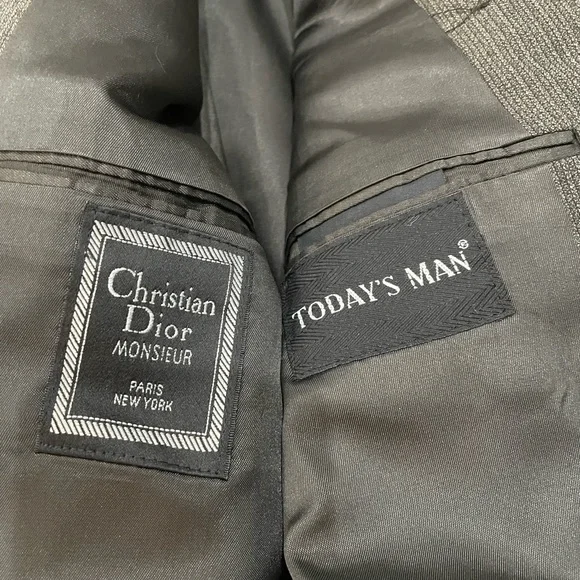 Christian
Dior
MONSIEUR
PARIS
NEW YORK
TODAY'S MAN®